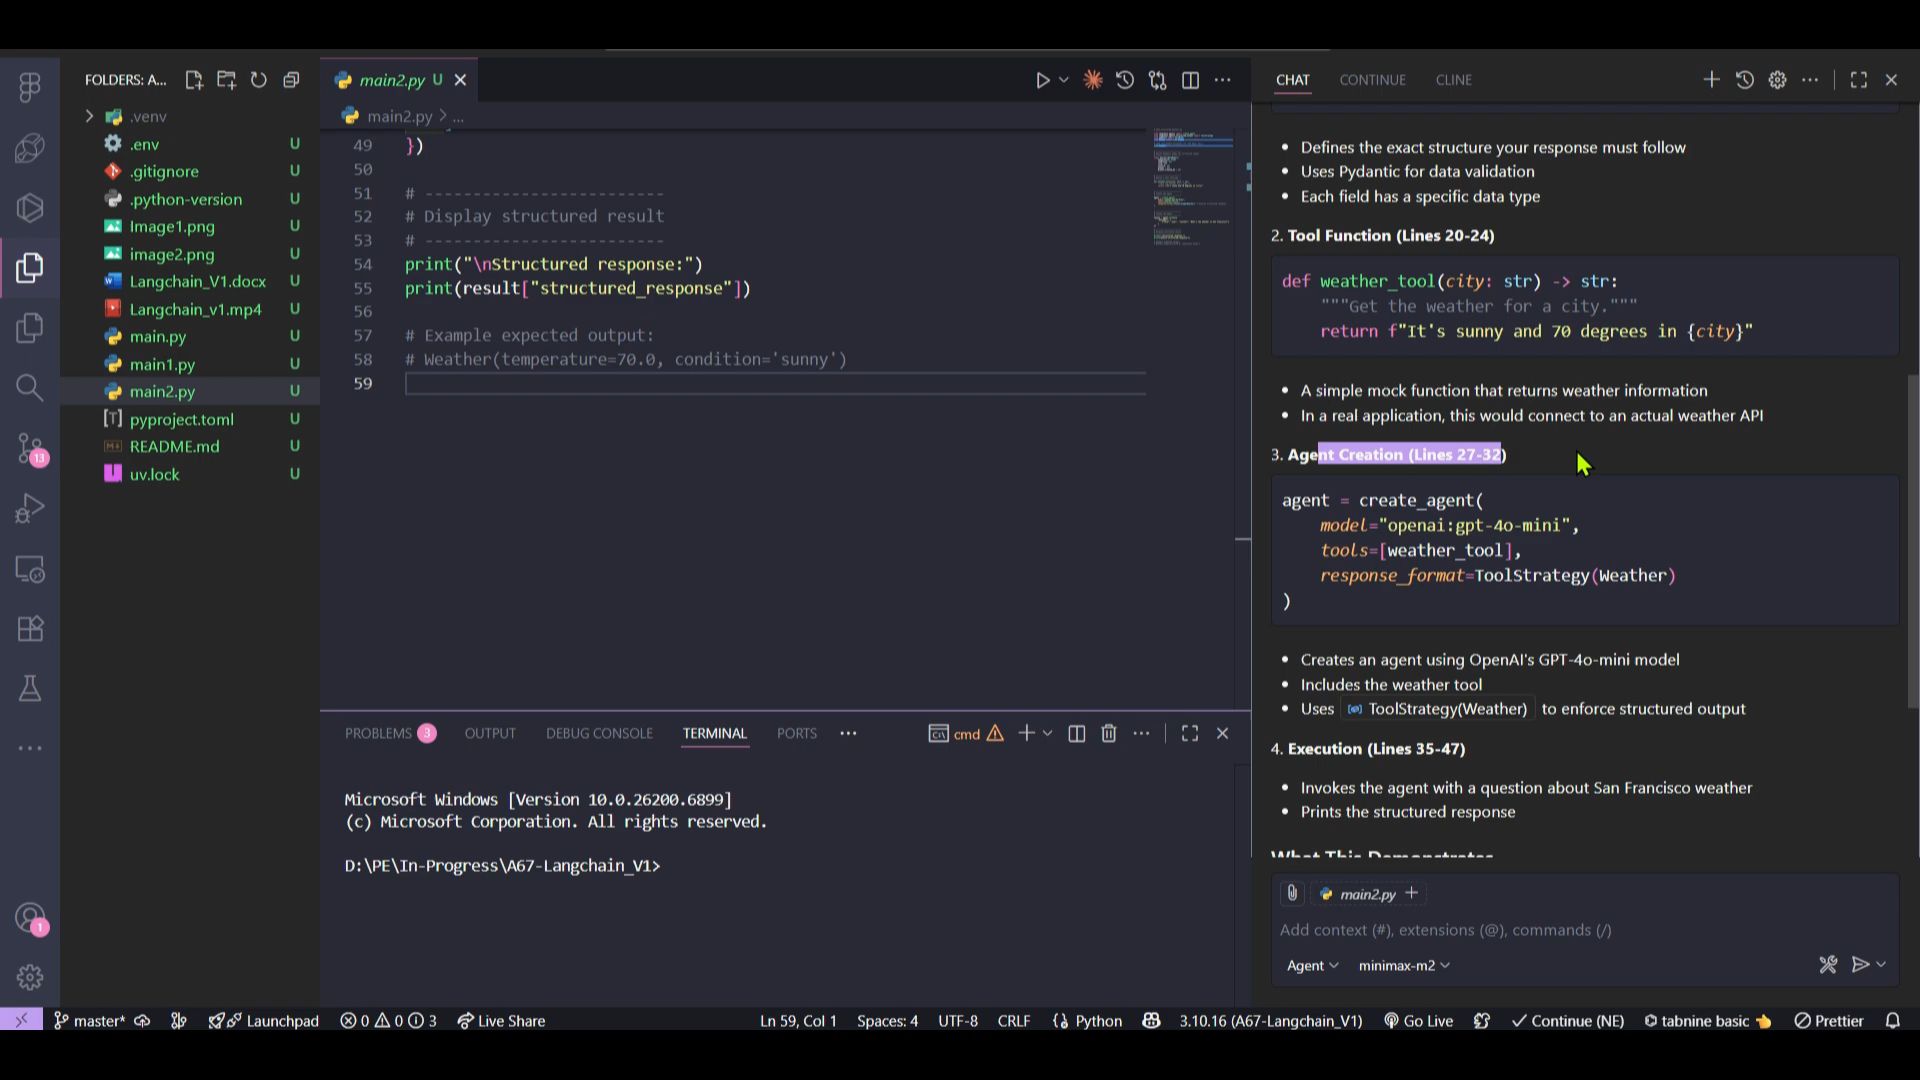 FOLDERS: A...
.venv
.env U
.gitignore U
.python-version U
Image1.png U
image2.png U
Langchain_V1.docx U
Langchain_v1.mp4 U
main.py U
main1.py U
main2.py U
pyproject.toml U
README.md U
uv.lock U
13
1
main2.py U
main2.py > ...
49 })
50
51 # -------------------------
52 # Display structured result
53 # -------------------------
54 print("\nStructured response:")
55 print(result["structured_response"])
56
57 # Example expected output:
58 # Weather(temperature=70.0, condition='sunny')
59
PROBLEMS 3 OUTPUT DEBUG CONSOLE TERMINAL PORTS ... cmd
Microsoft Windows [Version 10.0.26200.6899]
(c) Microsoft Corporation. All rights reserved.
D:\PE\In-Progress\A67-Langchain_V1>
CHAT CONTINUE CLINE
• Defines the exact structure your response must follow
• Uses Pydantic for data validation
• Each field has a specific data type
2. Tool Function (Lines 20-24)
def weather_tool(city: str) -> str:
"""Get the weather for a city."""
return f"It's sunny and 70 degrees in {city}"
• A simple mock function that returns weather information
• In a real application, this would connect to an actual weather API
3. Agent Creation (Lines 27-32)
agent = create_agent(
model="openai:gpt-4o-mini",
tools=[weather_tool],
response_format=ToolStrategy(Weather)
)
• Creates an agent using OpenAI's GPT-4o-mini model
• Includes the weather tool
• Uses ToolStrategy(Weather) to enforce structured output
4. Execution (Lines 35-47)
• Invokes the agent with a question about San Francisco weather
• Prints the structured response
What This Demonstrates
main2.py +
Add context (#), extensions (@), commands (/)
Agent minimax-m2
master* Launchpad 0 0 3 Live Share Ln 59, Col 1 Spaces: 4 UTF-8 CRLF Python 3.10.16 (A67-Langchain_V1) Go Live Continue (NE) tabnine basic Prettier